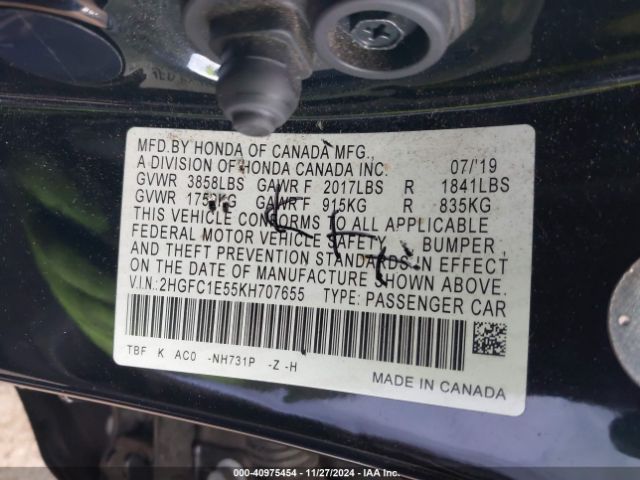 MFD.BY HONDA OF CANADA MFG.,
A DIVISION OF HONDA CANADA INC. 07/'19
GVWR 3858LBS GAWR F 2017LBS R 1841LBS
GVWR 1750KG GAWR F 915KG R 835KG
THIS VEHICLE CONFORMS TO ALL APPLICABLE
FEDERAL MOTOR VEHICLE SAFETY, BUMPER,
AND THEFT PREVENTION STANDARDS IN EFFECT
ON THE DATE OF MANUFACTURE SHOWN ABOVE.
V.I.N.: 2HGFC1E55KH707655 TYPE: PASSENGER CAR
TBF K AC0 -NH731P -Z -H
MADE IN CANADA
000-40975454 - 11/27/2024 - IAA Inc.